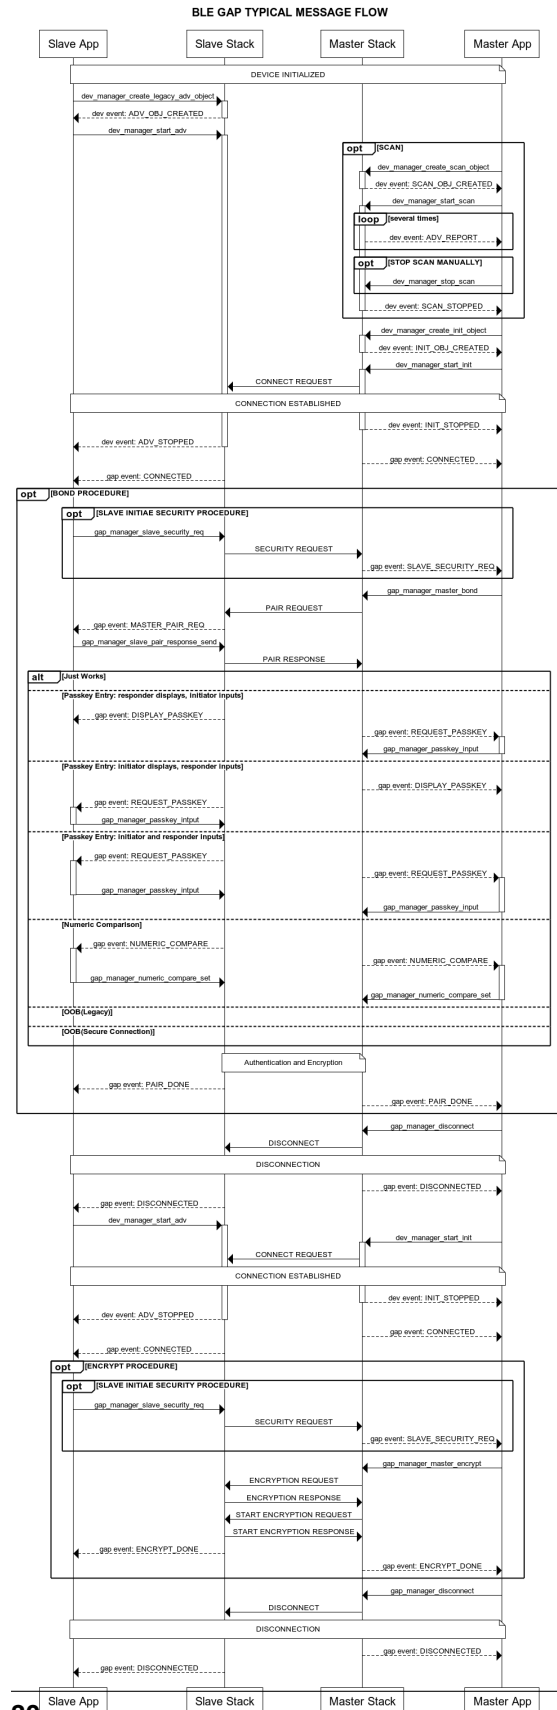 BLE GAP TYPICAL MESSAGE FLOW
Slave App
Slave Stack
Master Stack
Master App
DEVICE INITIALIZED
dev_manager_create_legacy_adv_object
dev event: ADV_OBJ_CREATED
dev_manager_start_adv
opt [SCAN]
dev_manager_create_scan_object
dev event: SCAN_OBJ_CREATED
dev_manager_start_scan
loop [several times]
dev event: ADV_REPORT
opt [STOP SCAN MANUALLY]
dev_manager_stop_scan
dev event: SCAN_STOPPED
dev_manager_create_init_object
dev event: INIT_OBJ_CREATED
dev_manager_start_init
CONNECT REQUEST
CONNECTION ESTABLISHED
dev event: INIT_STOPPED
dev event: ADV_STOPPED
gap event: CONNECTED
gap event: CONNECTED
opt [BOND PROCEDURE]
opt [SLAVE INITIAE SECURITY PROCEDURE]
gap_manager_slave_security_req
SECURITY REQUEST
gap event: SLAVE_SECURITY_REQ
gap_manager_master_bond
PAIR REQUEST
gap event: MASTER_PAIR_REQ
gap_manager_slave_pair_response_send
PAIR RESPONSE
alt [Just Works]
[Passkey Entry: responder displays, initiator inputs]
gap event: DISPLAY_PASSKEY
gap event: REQUEST_PASSKEY
gap_manager_passkey_input
[Passkey Entry: initiator displays, responder inputs]
gap event: DISPLAY_PASSKEY
gap event: REQUEST_PASSKEY
gap_manager_passkey_intput
[Passkey Entry: initiator and responder inputs]
gap event: REQUEST_PASSKEY
gap event: REQUEST_PASSKEY
gap_manager_passkey_intput
gap_manager_passkey_input
[Numeric Comparison]
gap event: NUMERIC_COMPARE
gap event: NUMERIC_COMPARE
gap_manager_numeric_compare_set
gap_manager_numeric_compare_set
[OOB(Legacy)]
[OOB(Secure Connection)]
Authentication and Encryption
gap event: PAIR_DONE
gap event: PAIR_DONE
gap_manager_disconnect
DISCONNECT
DISCONNECTION
gap event: DISCONNECTED
gap event: DISCONNECTED
dev_manager_start_adv
dev_manager_start_init
CONNECT REQUEST
CONNECTION ESTABLISHED
dev event: INIT_STOPPED
dev event: ADV_STOPPED
gap event: CONNECTED
gap event: CONNECTED
opt [ENCRYPT PROCEDURE]
opt [SLAVE INITIAE SECURITY PROCEDURE]
gap_manager_slave_security_req
SECURITY REQUEST
gap event: SLAVE_SECURITY_REQ
gap_manager_master_encrypt
ENCRYPTION REQUEST
ENCRYPTION RESPONSE
START ENCRYPTION REQUEST
START ENCRYPTION RESPONSE
gap event: ENCRYPT_DONE
gap event: ENCRYPT_DONE
gap_manager_disconnect
DISCONNECT
DISCONNECTION
gap event: DISCONNECTED
gap event: DISCONNECTED
Slave App
Slave Stack
Master Stack
Master App